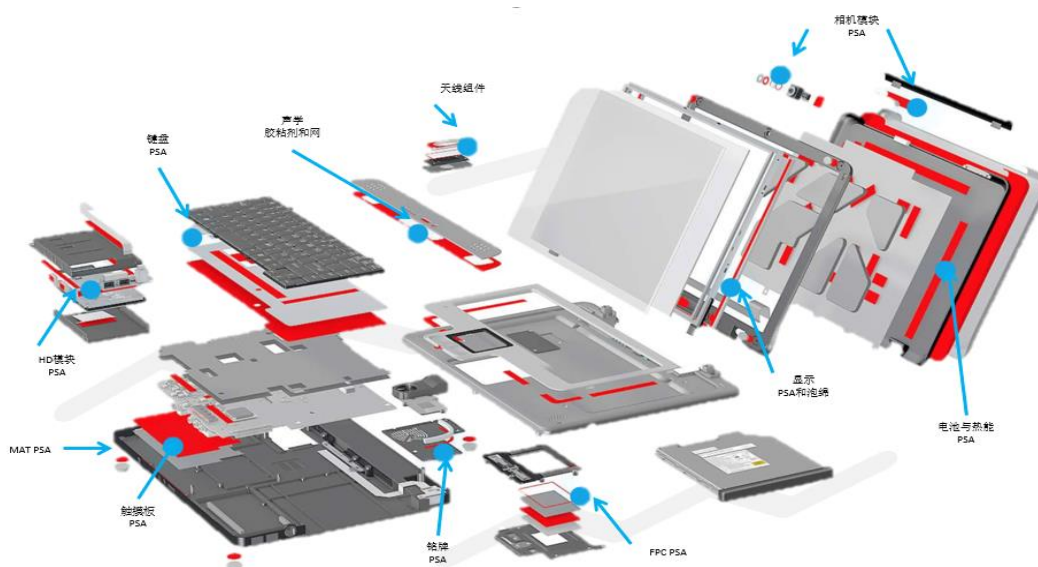 相机模块
PSA
天线组件
声学
胶粘剂和网
键盘
PSA
HD模块
PSA
显示
PSA和泡绵
电池与热能
PSA
MAT PSA
触摸板
PSA
铭牌
PSA
FPC PSA